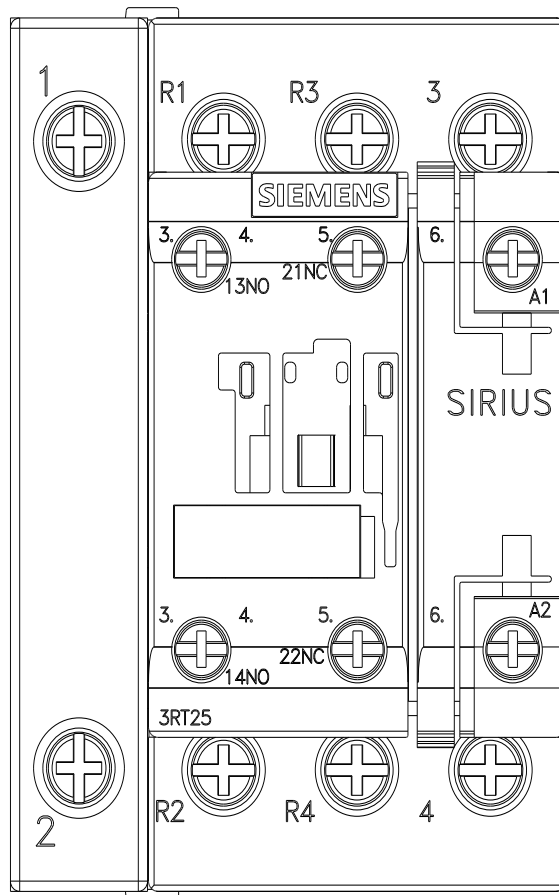 1 R1 R3 3
SIEMENS
3. 4. 5. 6.
13NO 21NC
A1
SIRIUS
A2
3. 4. 5. 6.
14NO 22NC
3RT25
2 R2 R4 4